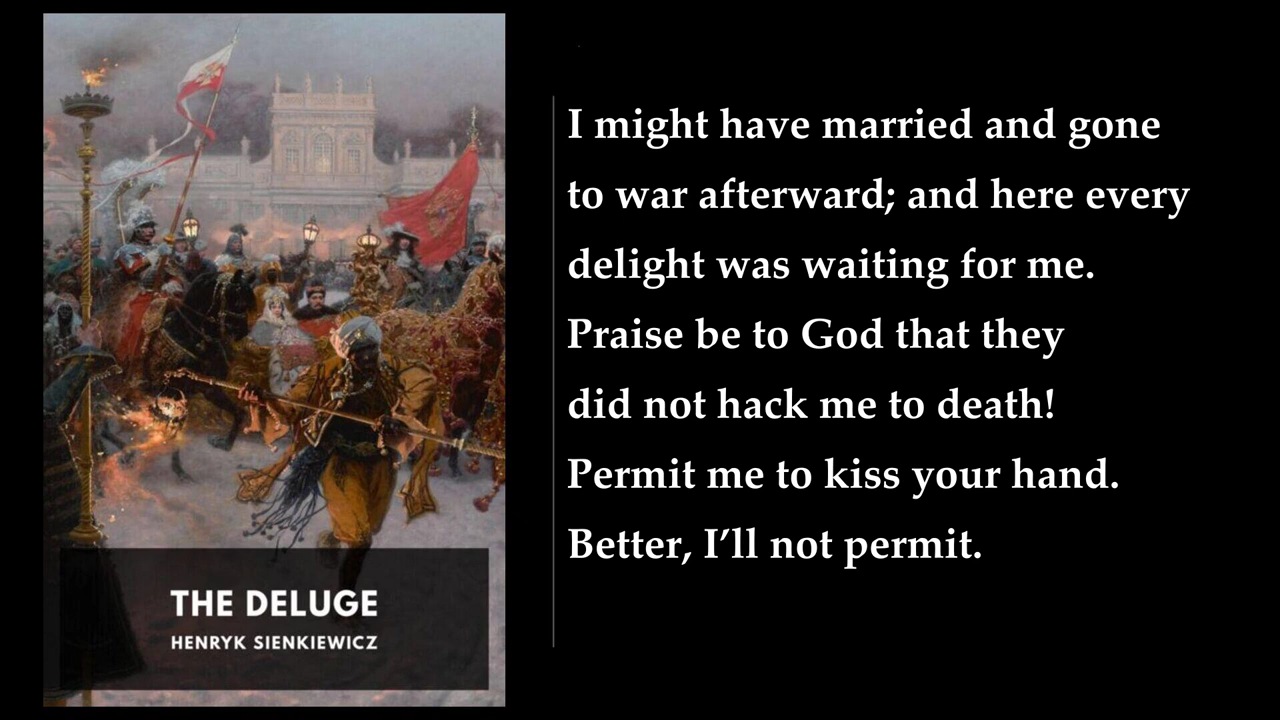 THE DELUGE
HENRYK SIENKIEWICZ
I might have married and gone
to war afterward; and here every
delight was waiting for me.
Praise be to God that they
did not hack me to death!
Permit me to kiss your hand.
Better, I’ll not permit.